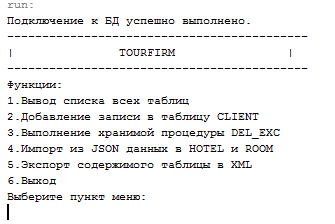 run:
Подключение к БД успешно выполнено.
-------------------------------------------
|               TOURFIRM                |
-------------------------------------------
Функции:
1.Вывод списка всех таблиц
2.Добавление записи в таблицу CLIENT
3.Выполнение хранимой процедуры DEL_EXC
4.Импорт из JSON данных в HOTEL и ROOM
5.Экспорт содержимого таблицы в XML
6.Выход
Выберите пункт меню: